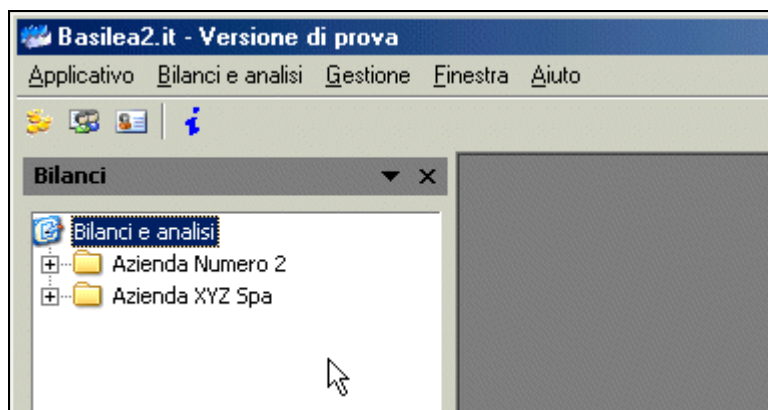 Basilea2.it - Versione di prova
Applicativo Bilanci e analisi Gestione Finestra Aiuto
Bilanci
Bilanci e analisi
Azienda Numero 2
Azienda XYZ Spa